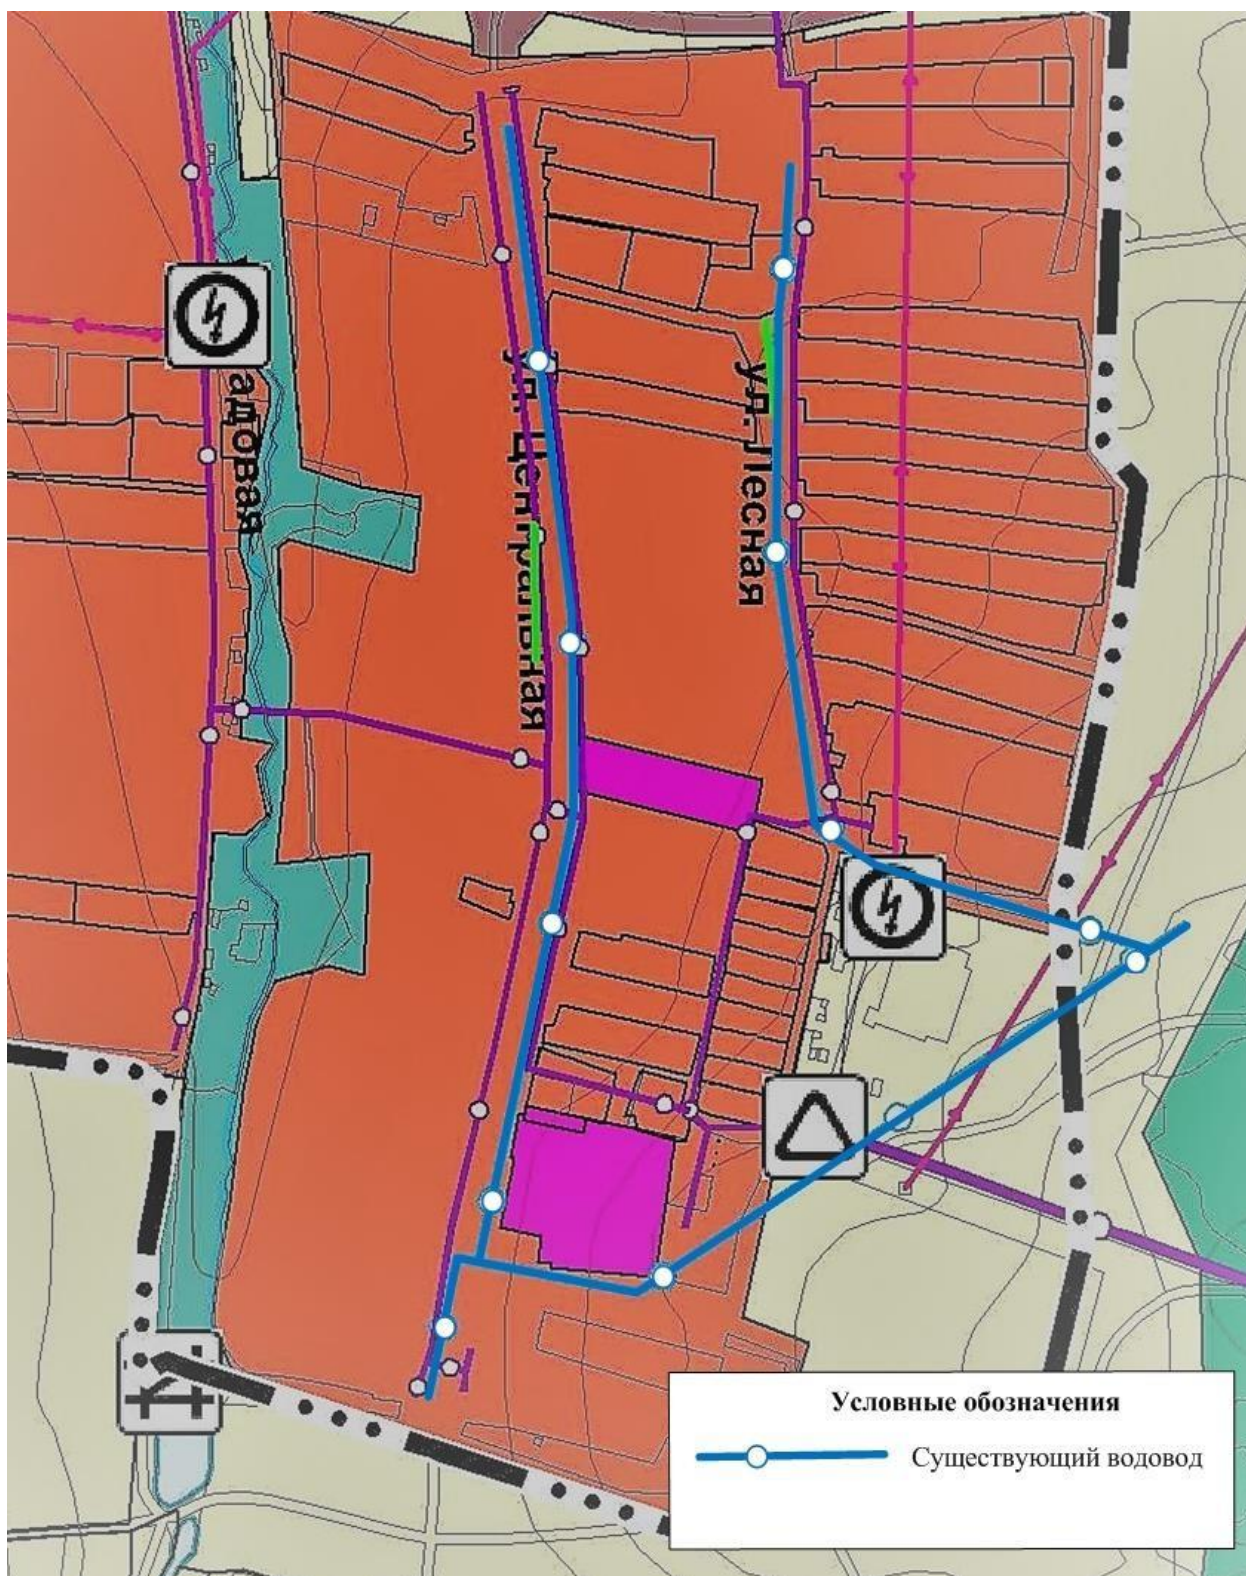 адовая
ул. Центральная
ул. Лесная
Условные обозначения
Существующий водовод